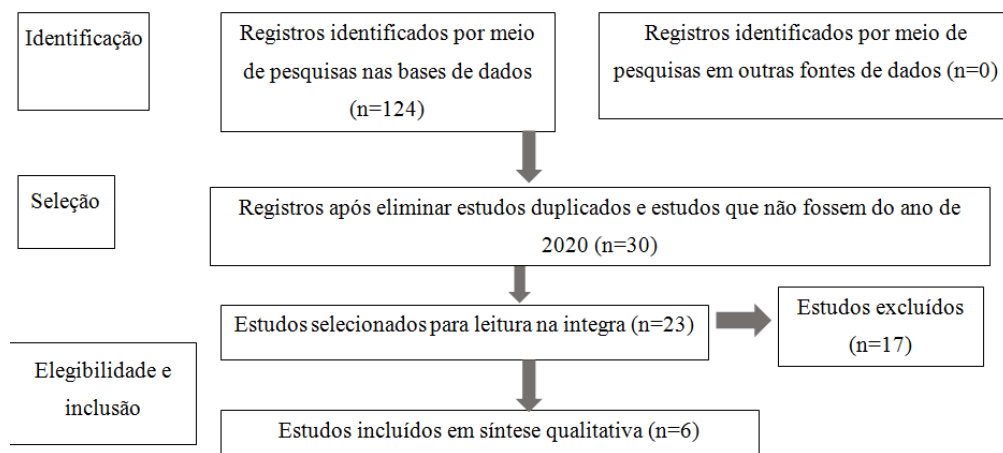 Identificação
Registros identificados por meio
de pesquisas nas bases de dados
(n=124)
Registros identificados por meio de
pesquisas em outras fontes de dados (n=0)
Seleção
Registros após eliminar estudos duplicados e estudos que não fossem do ano de
2020 (n=30)
Estudos selecionados para leitura na integra (n=23)
Estudos excluídos
(n=17)
Elegibilidade e
inclusão
Estudos incluídos em síntese qualitativa (n=6)